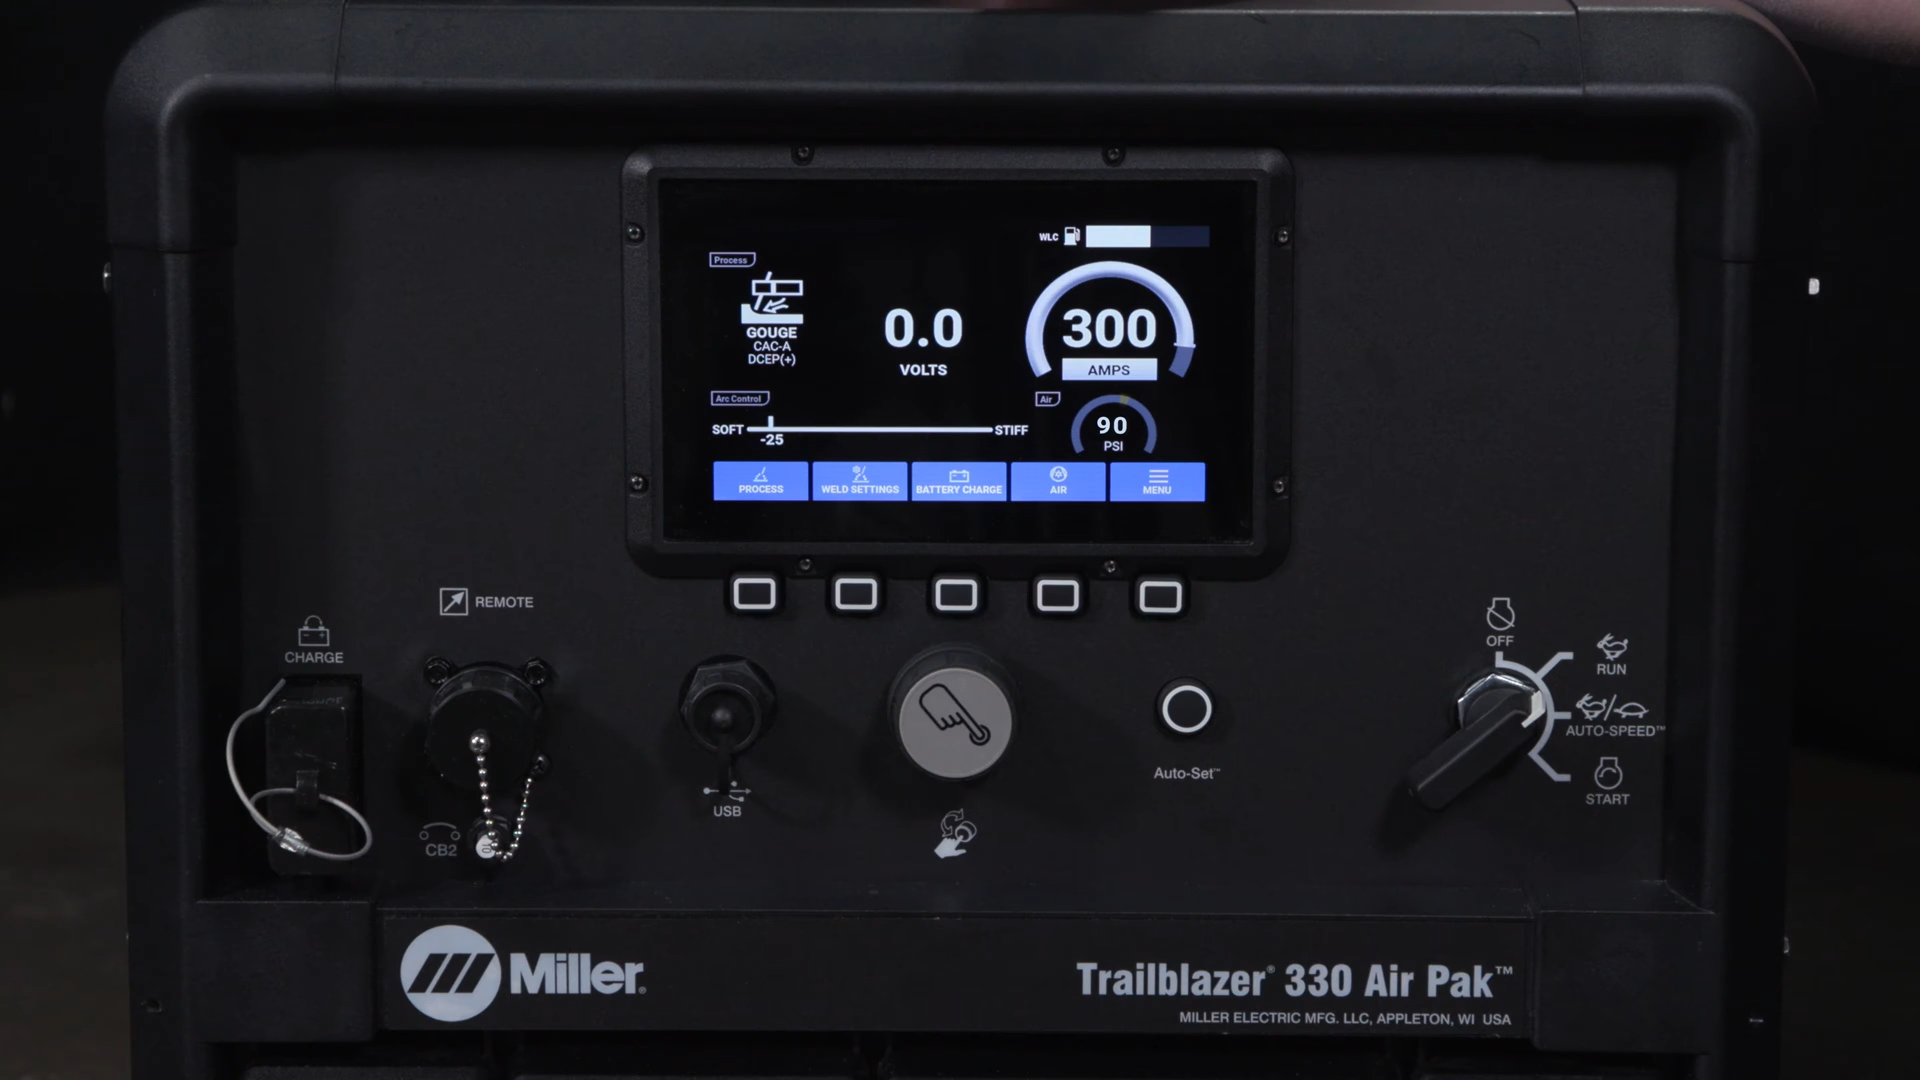 WLC
Process
GOUGE
CAC-A
DCEP(+)
0.0
VOLTS
300
AMPS
Arc Control
SOFT
STIFF
-25
Air
90
PSI
PROCESS
WELD SETTINGS
BATTERY CHARGE
AIR
MENU
CHARGE
REMOTE
CB2
10
USB
Auto-Set™
OFF
RUN
AUTO-SPEED™
START
Miller®
Trailblazer® 330 Air Pak™
MILLER ELECTRIC MFG. LLC, APPLETON, WI USA